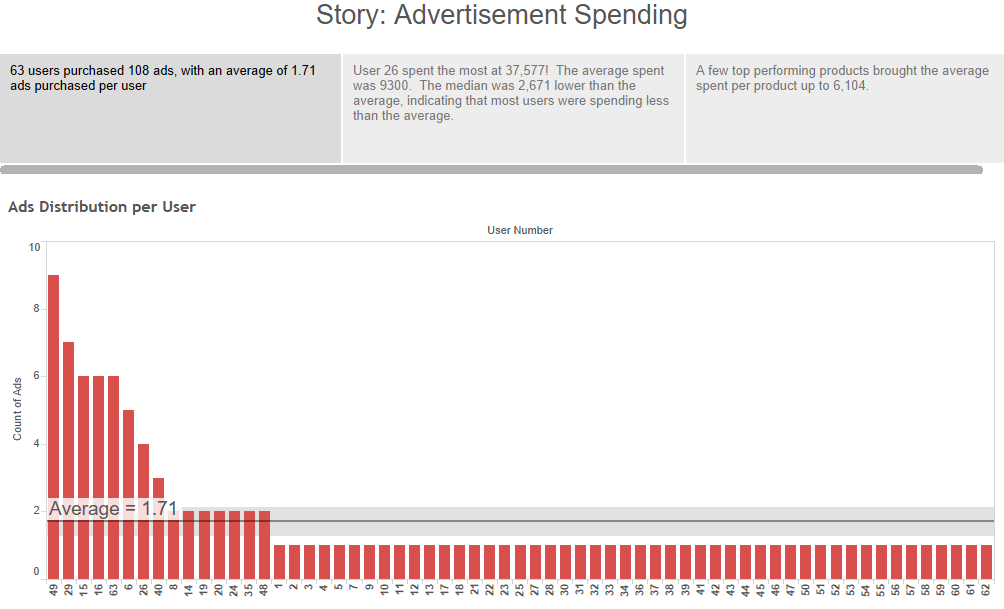 Story: Advertisement Spending
63 users purchased 108 ads, with an average of 1.71
ads purchased per user
User 26 spent the most at 37,577!  The average spent
was 9300.  The median was 2,671 lower than the
average, indicating that most users were spending less
than the average.
A few top performing products brought the average
spent per product up to 6,104.
Ads Distribution per User
User Number
10
8
6
4
2
0
Count of Ads
Average = 1.71
49 29 15 16 63 6 26 40 8 14 19 20 24 35 48 1 2 3 4 5 7 9 10 11 12 13 17 18 21 22 23 25 27 28 30 31 32 33 34 36 37 38 39 41 42 43 44 45 46 47 50 51 52 53 54 55 56 57 58 59 60 61 62